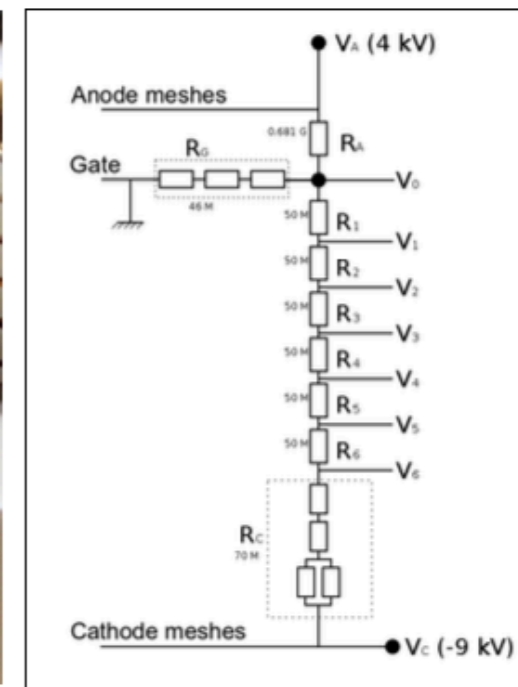 VA (4 kV)
Anode meshes
0.681 G
RA
RG
Gate
V0
46 M
50 M
R1
V1
50 M
R2
V2
50 M
R3
V3
50 M
R4
V4
50 M
R5
V5
50 M
R6
V6
RC
70 M
Cathode meshes
VC (-9 kV)